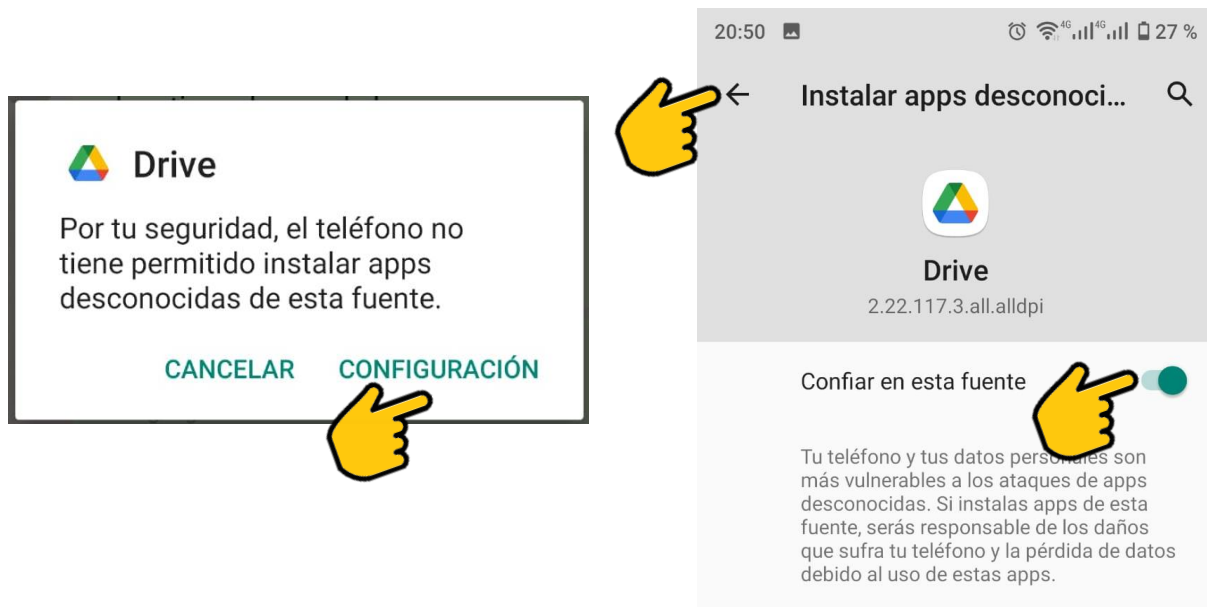 Drive
Por tu seguridad, el teléfono no
tiene permitido instalar apps
desconocidas de esta fuente.
CANCELAR CONFIGURACIÓN
20:50 4G 4G 27 %
Instalar apps desconoci...
Drive
2.22.117.3.all.alldpi
Confiar en esta fuente
Tu teléfono y tus datos personales son
más vulnerables a los ataques de apps
desconocidas. Si instalas apps de esta
fuente, serás responsable de los daños
que sufra tu teléfono y la pérdida de datos
debido al uso de estas apps.